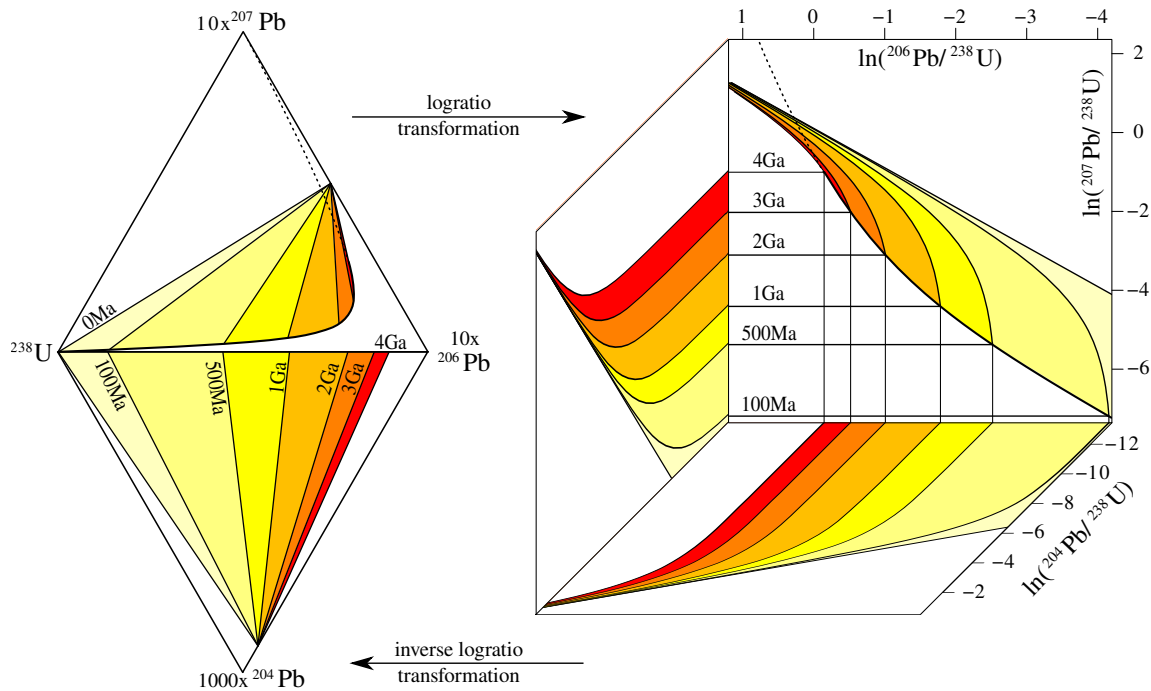 10x²⁰⁷Pb
0Ma
²³⁸U
10x
²⁰⁶Pb
100Ma
500Ma
1Ga
2Ga
3Ga
4Ga
1000x²⁰⁴Pb
logratio
transformation
inverse logratio
transformation
1 0 −1 −2 −3 −4
ln(²⁰⁶Pb/²³⁸U)
2
0
−2
−4
−6
ln(²⁰⁷Pb/²³⁸U)
4Ga
3Ga
2Ga
1Ga
500Ma
100Ma
−12
−10
−8
−6
−4
−2
ln(²⁰⁴Pb/²³⁸U)